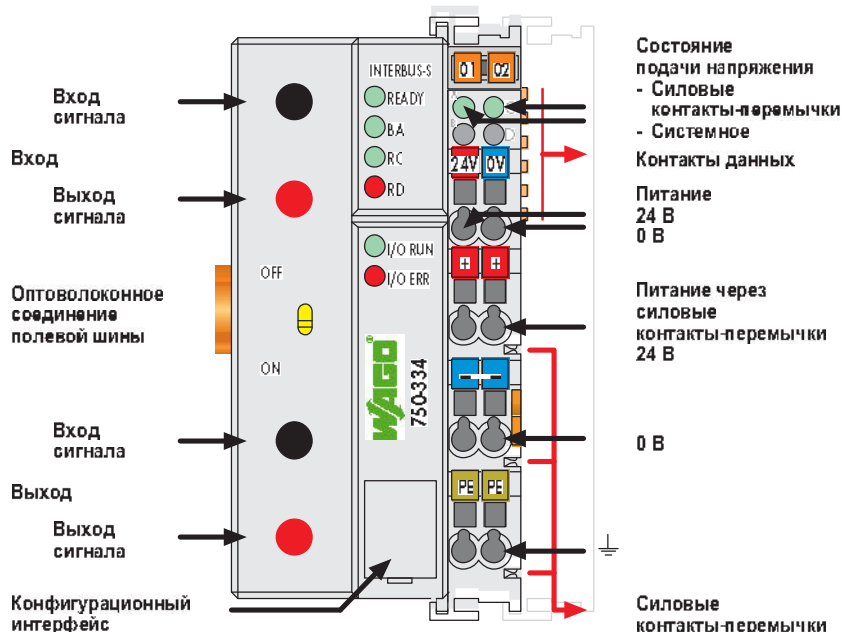 Вход
сигнала
Вход
Выход
сигнала
Оптоволоконное
соединение
полевой шины
Вход
сигнала
Выход
Выход
сигнала
Конфигурационный
интерфейс
INTERBUS-S
READY
BA
RC
RD
I/O RUN
I/O ERR
OFF
ON
WAGO
750-334
01 02
A C
B D
24V 0V
+ +
- -
PE PE
Состояние
подачи напряжения
- Силовые
контакты-перемычки
- Системное
Контакты данных
Питание
24 В
0 В
Питание через
силовые
контакты-перемычки
24 В
0 В
Силовые
контакты-перемычки